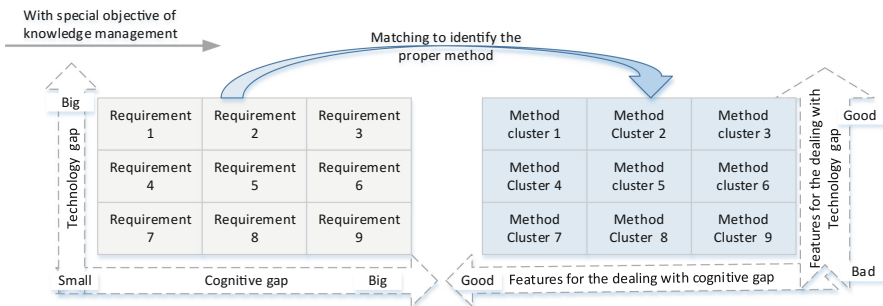 With special objective of
knowledge management
Matching to identify the
proper method
Big
Technology gap
Small
Requirement
1
Requirement
2
Requirement
3
Requirement
4
Requirement
5
Requirement
6
Requirement
7
Requirement
8
Requirement
9
Cognitive gap
Big
Method
cluster 1
Method
Cluster 2
Method
cluster 3
Method
Cluster 4
Method
cluster 5
Method
cluster 6
Method
Cluster 7
Method
Cluster 8
Method
Cluster 9
Good
Features for the dealing with cognitive gap
Features for the dealing with
Technology gap
Good
Bad